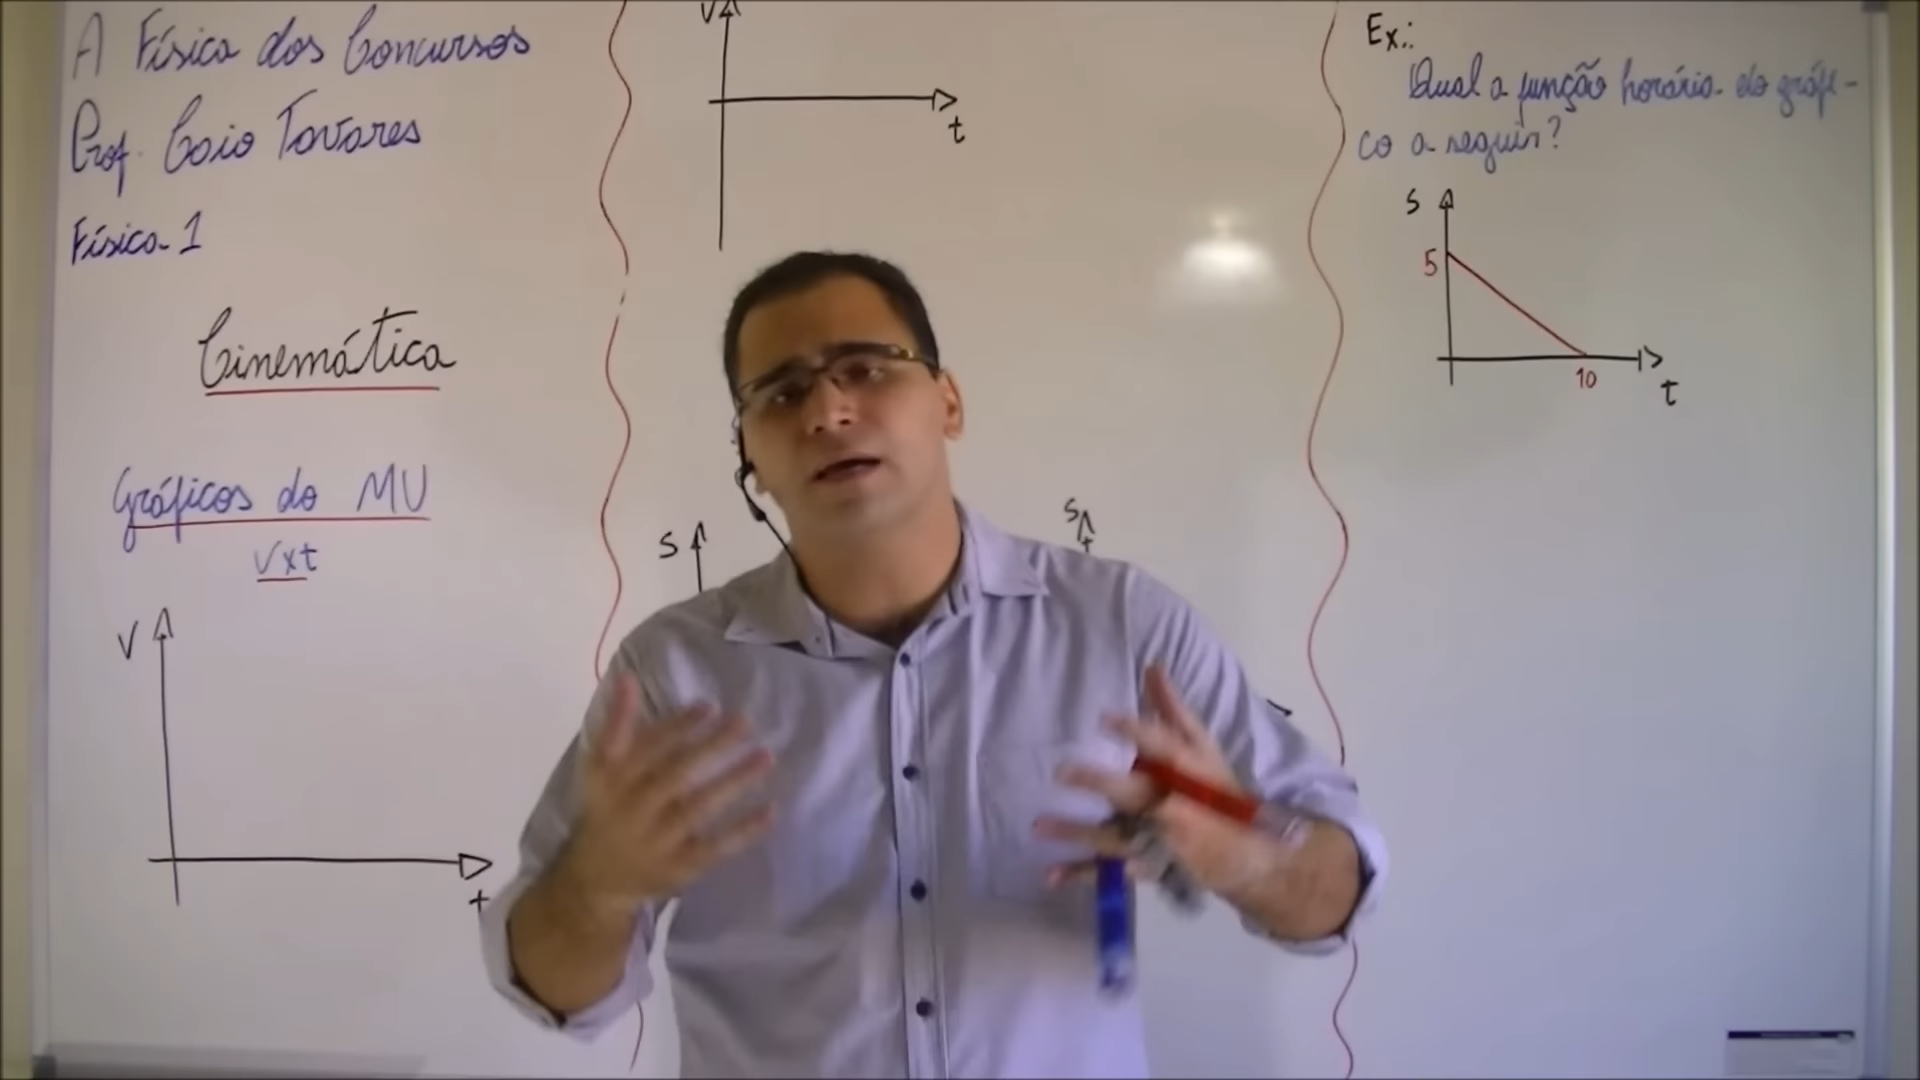 A Física dos Concursos
Prof. Caio Tavares
Física 1
Cinemática
Gráficos do MU
Vxt
V
t
V
t
S
S
Ex.:
Qual a função horária do gráfi-
co a seguir?
S
5
10
t